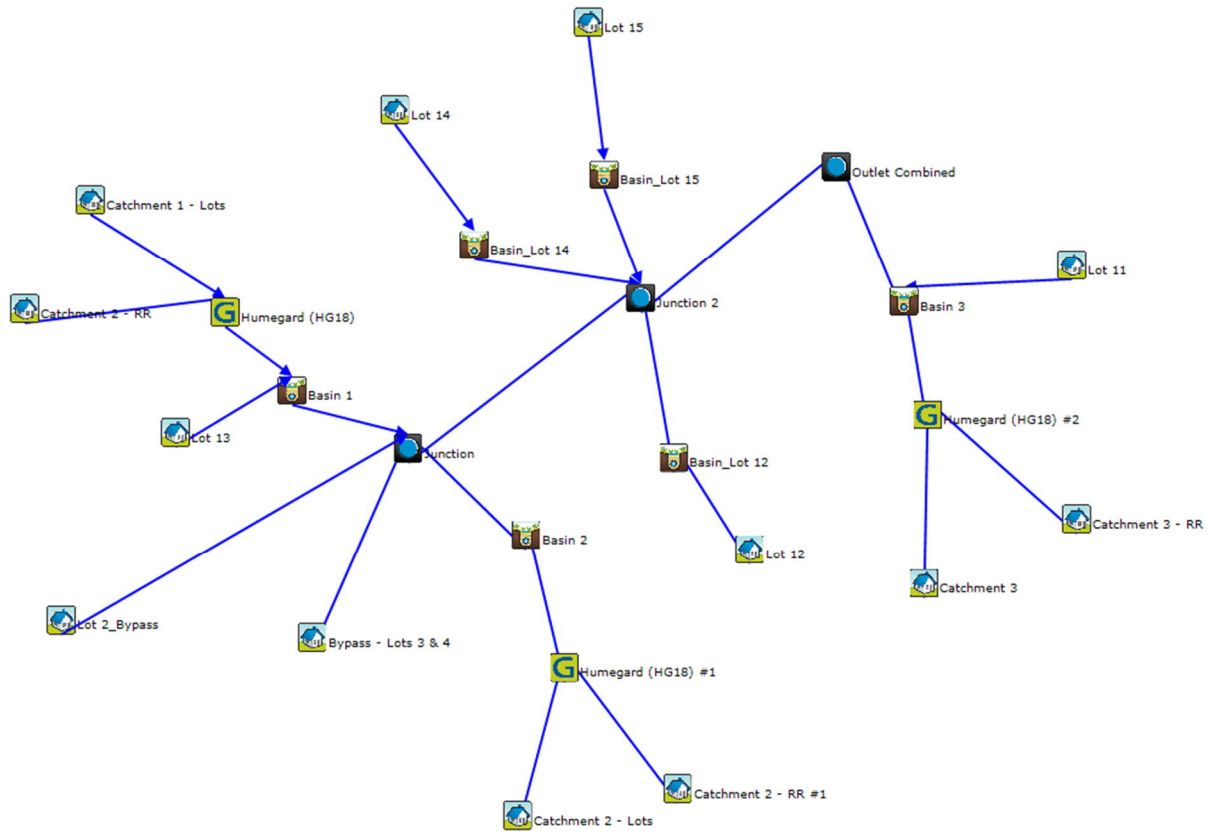 Lot 15
Lot 14
Outlet Combined
Basin_Lot 15
Catchment 1 - Lots
Basin_Lot 14
Lot 11
Junction 2
Basin 3
Catchment 2 - RR
Humegard (HG18)
Basin 1
Humegard (HG18) #2
Lot 13
Junction
Basin_Lot 12
Catchment 3 - RR
Basin 2
Lot 12
Catchment 3
Lot 2_Bypass
Bypass - Lots 3 & 4
Humegard (HG18) #1
Catchment 2 - RR #1
Catchment 2 - Lots